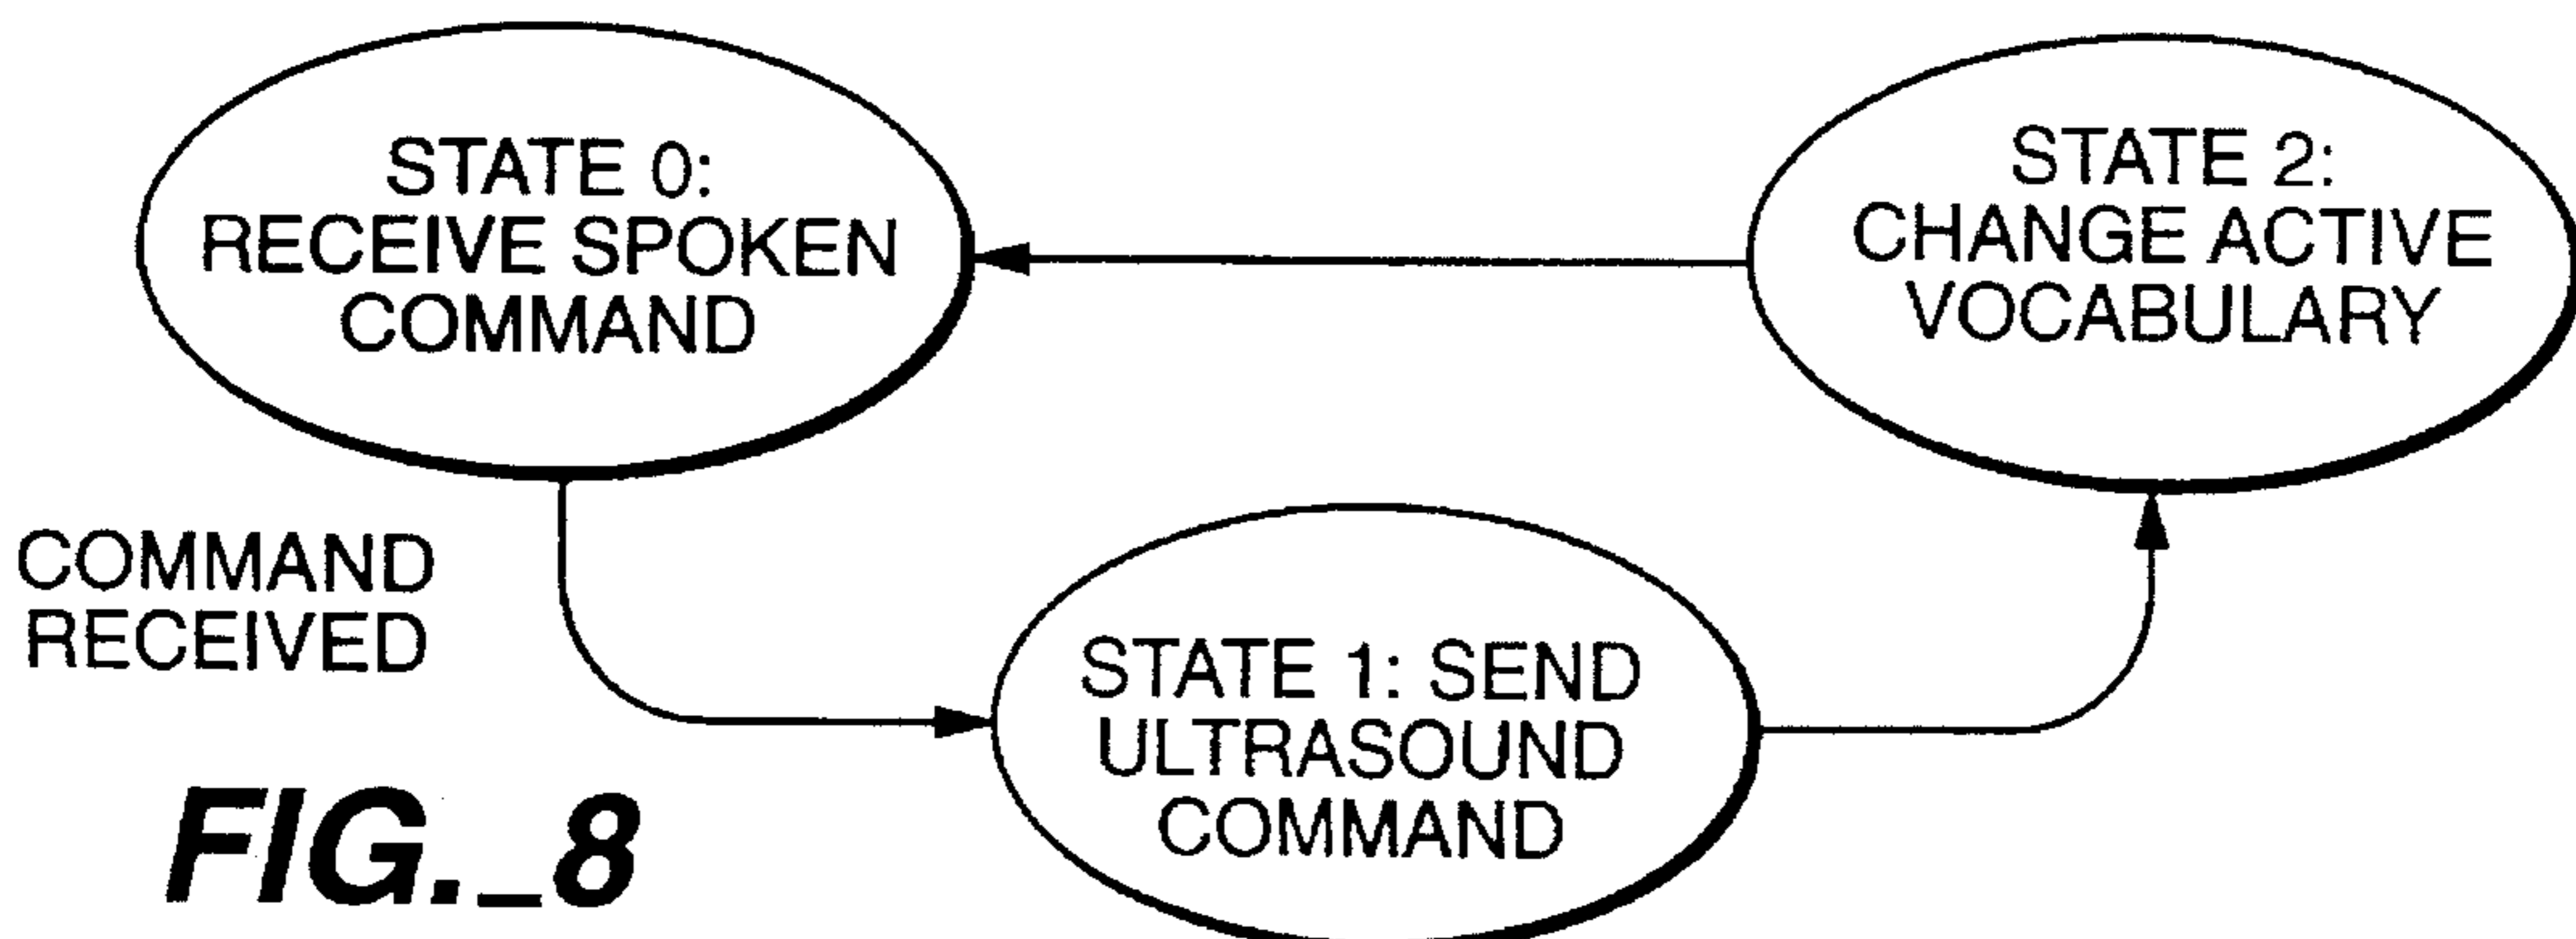 STATE 0:
RECEIVE SPOKEN
COMMAND
STATE 2:
CHANGE ACTIVE
VOCABULARY
COMMAND
RECEIVED
STATE 1: SEND
ULTRASOUND
COMMAND
FIG._8